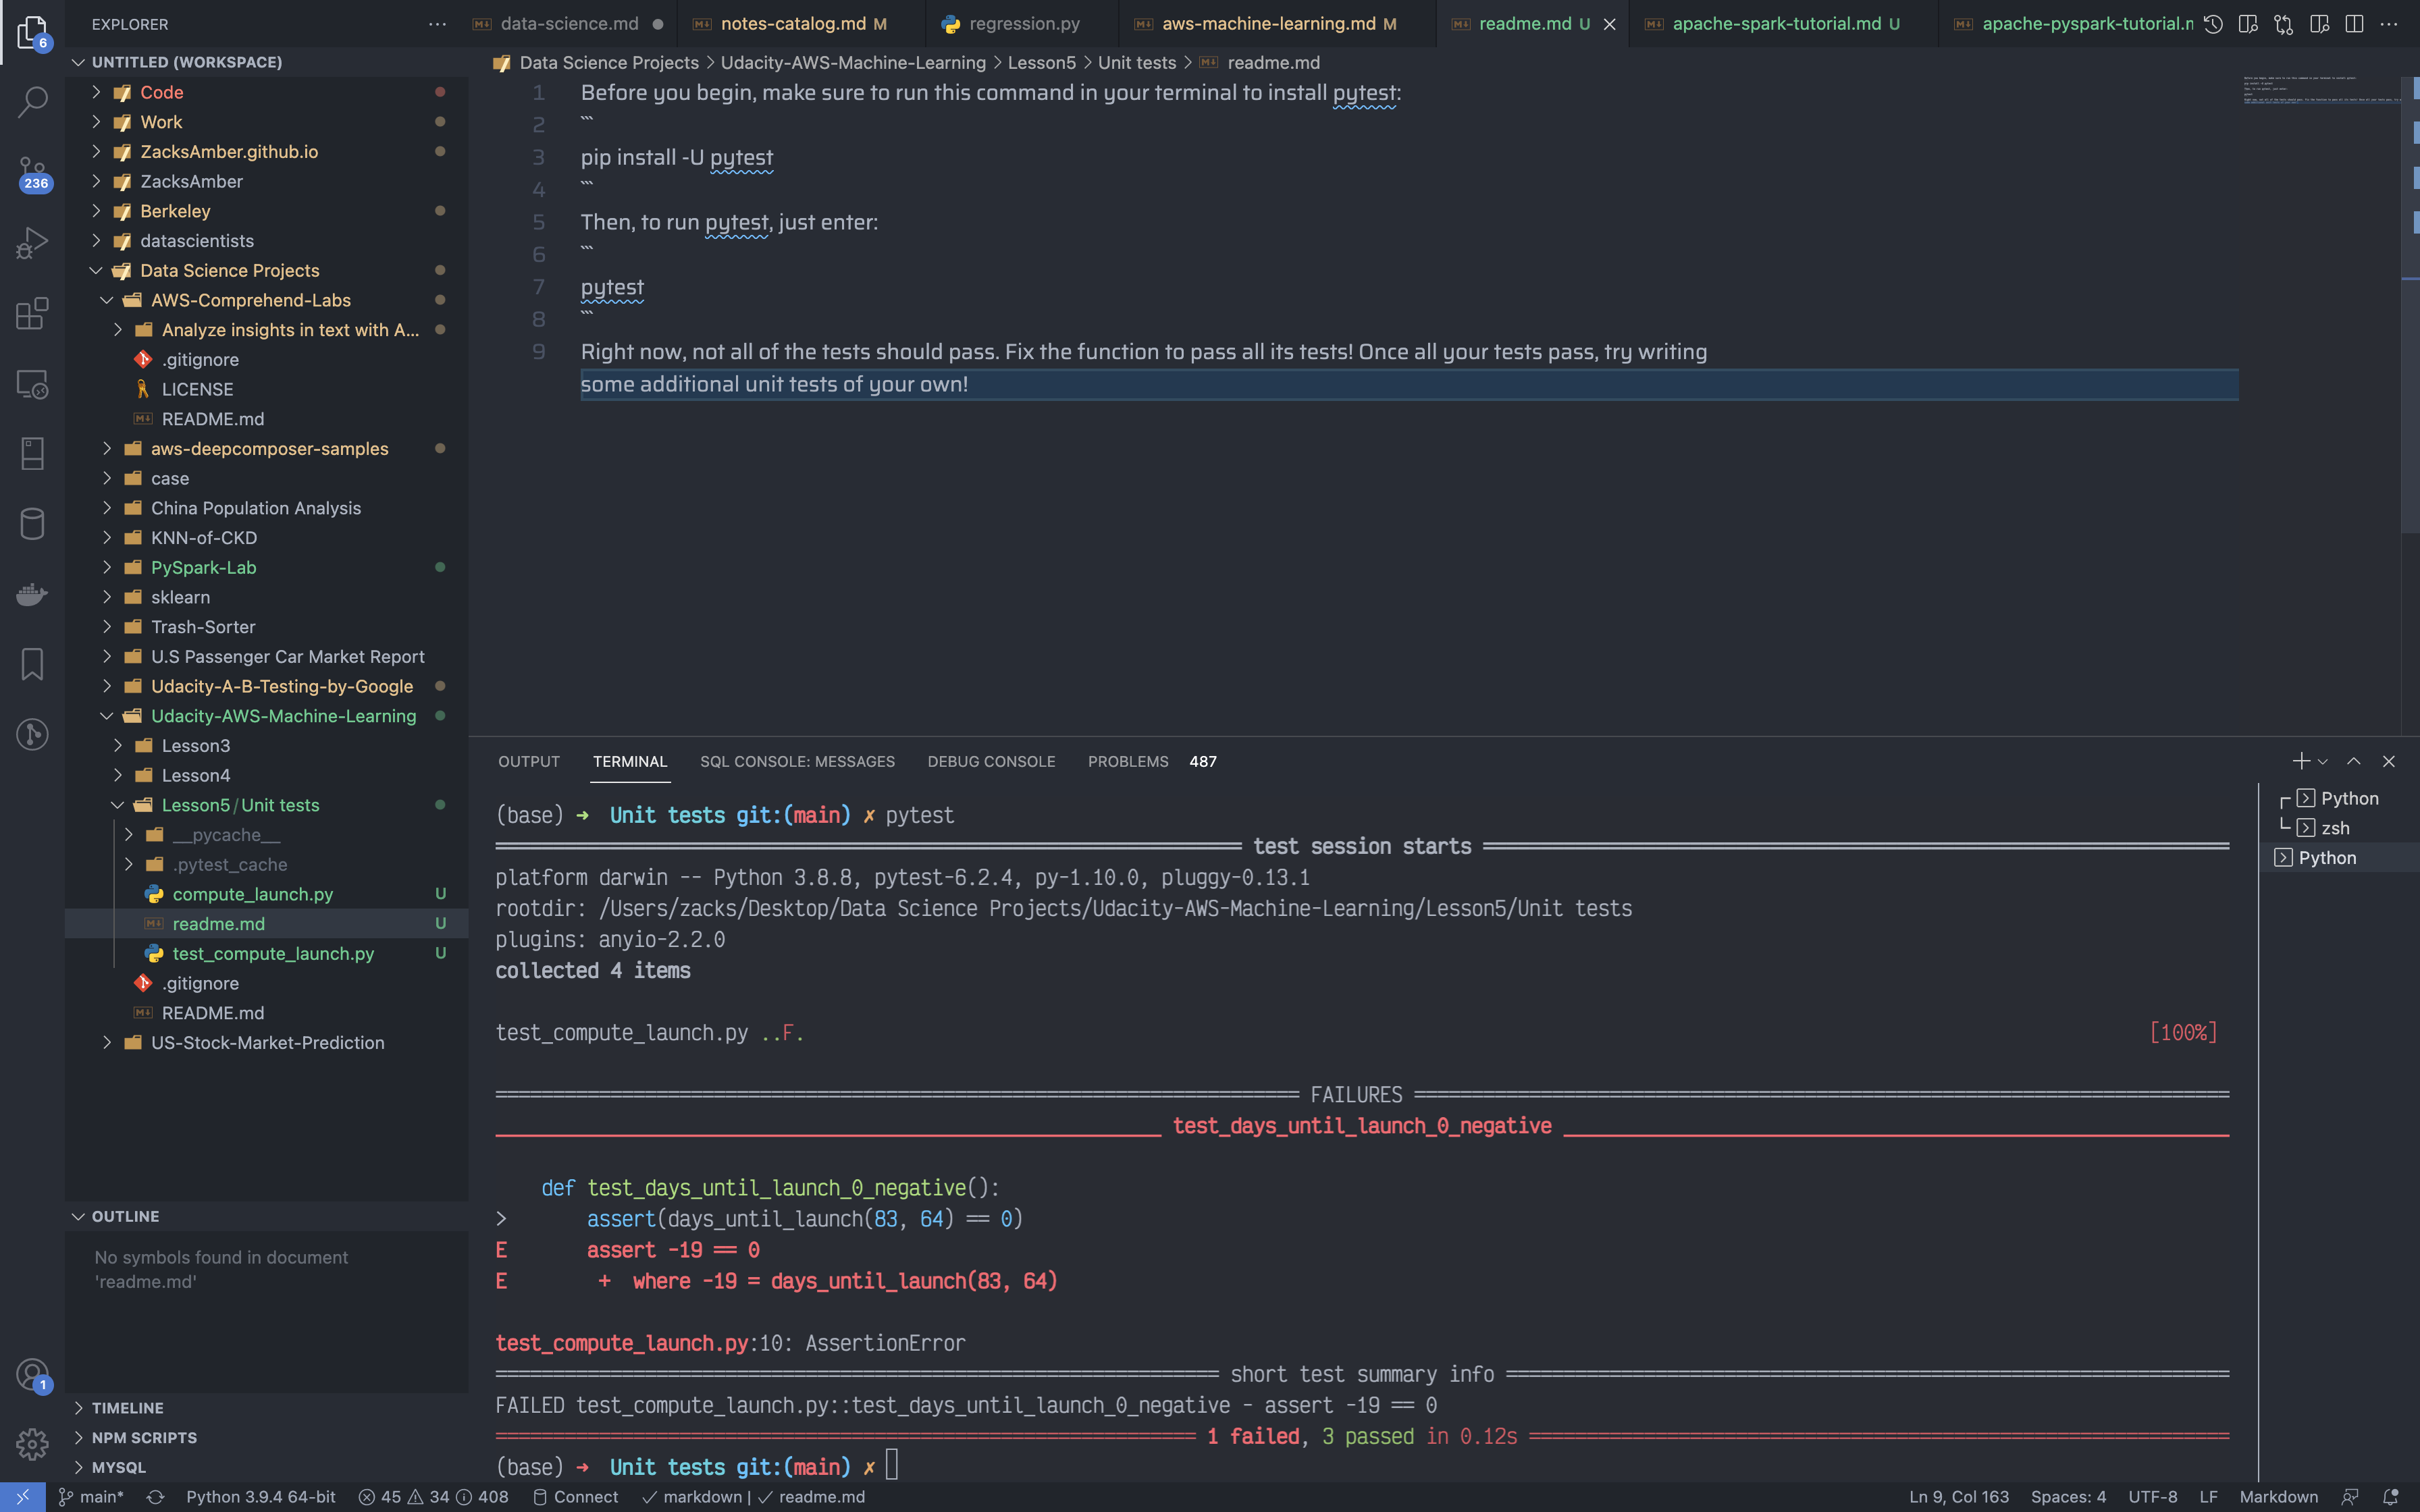 EXPLORER
UNTITLED (WORKSPACE)
Code
Work
ZacksAmber.github.io
ZacksAmber
Berkeley
datascientists
Data Science Projects
AWS-Comprehend-Labs
Analyze insights in text with A...
.gitignore
LICENSE
README.md
aws-deepcomposer-samples
case
China Population Analysis
KNN-of-CKD
PySpark-Lab
sklearn
Trash-Sorter
U.S Passenger Car Market Report
Udacity-A-B-Testing-by-Google
Udacity-AWS-Machine-Learning
Lesson3
Lesson4
Lesson5/Unit tests
__pycache__
.pytest_cache
compute_launch.py U
readme.md U
test_compute_launch.py U
.gitignore
README.md
US-Stock-Market-Prediction
OUTLINE
No symbols found in document
'readme.md'
TIMELINE
NPM SCRIPTS
MYSQL
6
236
1
data-science.md notes-catalog.md M regression.py aws-machine-learning.md M readme.md U apache-spark-tutorial.md U apache-pyspark-tutorial.m
Data Science Projects > Udacity-AWS-Machine-Learning > Lesson5 > Unit tests > readme.md
1 Before you begin, make sure to run this command in your terminal to install pytest:
2 ```
3 pip install -U pytest
4 ```
5 Then, to run pytest, just enter:
6 ```
7 pytest
8 ```
9 Right now, not all of the tests should pass. Fix the function to pass all its tests! Once all your tests pass, try writing
some additional unit tests of your own!
OUTPUT TERMINAL SQL CONSOLE: MESSAGES DEBUG CONSOLE PROBLEMS 487
(base) ➜ Unit tests git:(main) ✗ pytest
test session starts
platform darwin -- Python 3.8.8, pytest-6.2.4, py-1.10.0, pluggy-0.13.1
rootdir: /Users/zacks/Desktop/Data Science Projects/Udacity-AWS-Machine-Learning/Lesson5/Unit tests
plugins: anyio-2.2.0
collected 4 items
test_compute_launch.py ..F. [100%]
FAILURES
test_days_until_launch_0_negative
def test_days_until_launch_0_negative():
> assert(days_until_launch(83, 64) == 0)
E assert -19 == 0
E + where -19 = days_until_launch(83, 64)
test_compute_launch.py:10: AssertionError
short test summary info
FAILED test_compute_launch.py::test_days_until_launch_0_negative - assert -19 == 0
1 failed, 3 passed in 0.12s
(base) ➜ Unit tests git:(main) ✗
Python
zsh
Python
main* Python 3.9.4 64-bit 45 34 408 Connect ✓ markdown | ✓ readme.md Ln 9, Col 163 Spaces: 4 UTF-8 LF Markdown